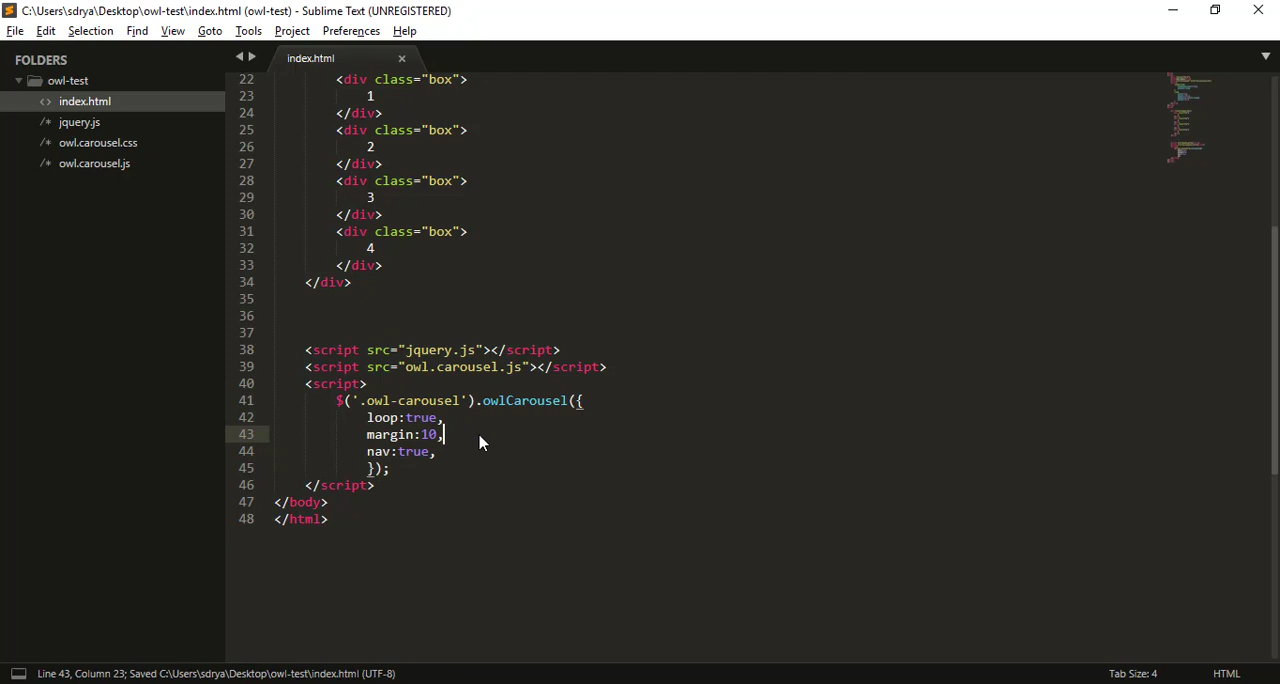 C:\Users\sdrya\Desktop\owl-test\index.html (owl-test) - Sublime Text (UNREGISTERED)
File Edit Selection Find View Goto Tools Project Preferences Help
FOLDERS
owl-test
<> index.html
/* jquery.js
/* owl.carousel.css
/* owl.carousel.js
index.html
22 <div class="box">
23 1
24 </div>
25 <div class="box">
26 2
27 </div>
28 <div class="box">
29 3
30 </div>
31 <div class="box">
32 4
33 </div>
34 </div>
35
36
37
38 <script src="jquery.js"></script>
39 <script src="owl.carousel.js"></script>
40 <script>
41 $('.owl-carousel').owlCarousel({
42 loop:true,
43 margin:10,
44 nav:true,
45 });
46 </script>
47 </body>
48 </html>
Line 43, Column 23; Saved C:\Users\sdrya\Desktop\owl-test\index.html (UTF-8)
Tab Size: 4
HTML